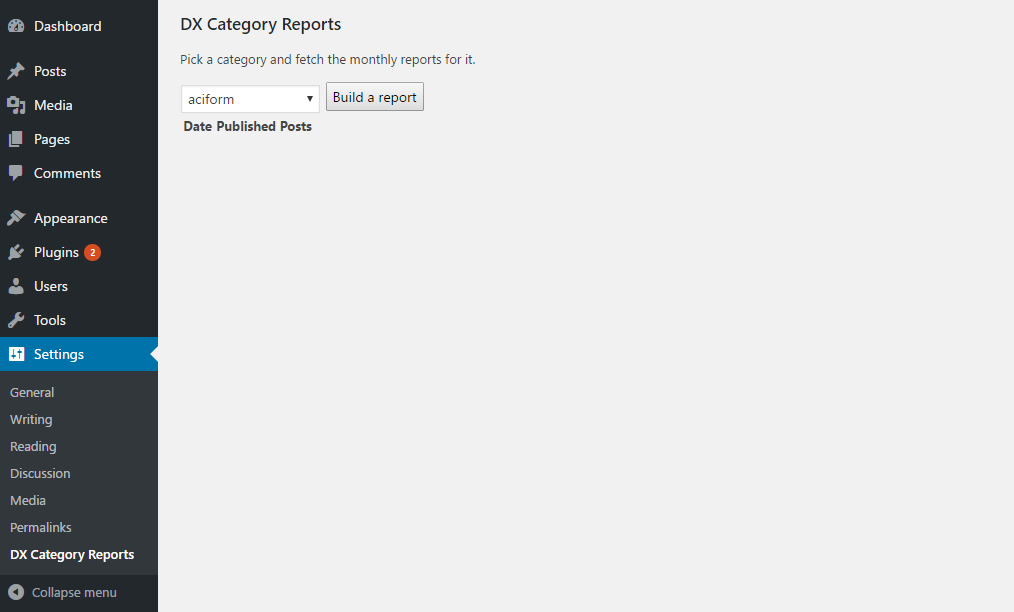 Dashboard
Posts
Media
Pages
Comments
Appearance
Plugins 2
Users
Tools
Settings
General
Writing
Reading
Discussion
Media
Permalinks
DX Category Reports
Collapse menu
DX Category Reports
Pick a category and fetch the monthly reports for it.
aciform Build a report
Date Published Posts